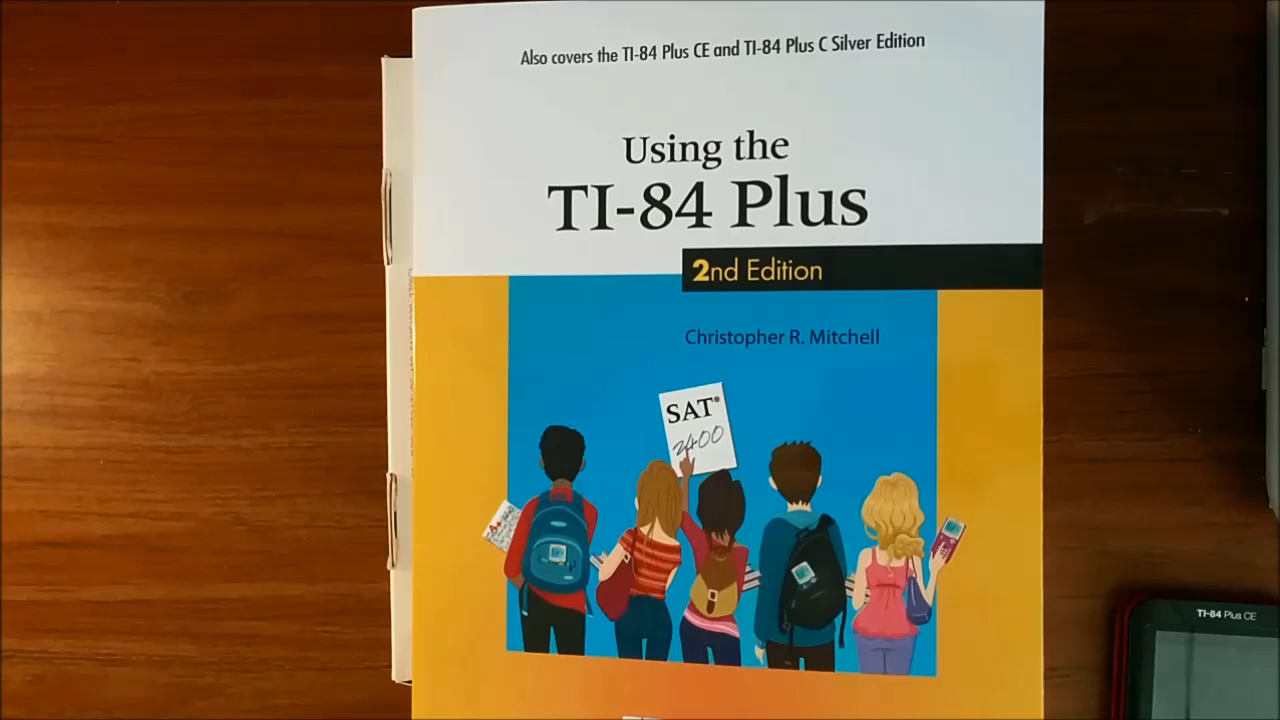 Also covers the TI-84 Plus CE and TI-84 Plus C Silver Edition
Using the
TI-84 Plus
2nd Edition
Christopher R. Mitchell
SAT®
2400
A+
TI-84 Plus CE